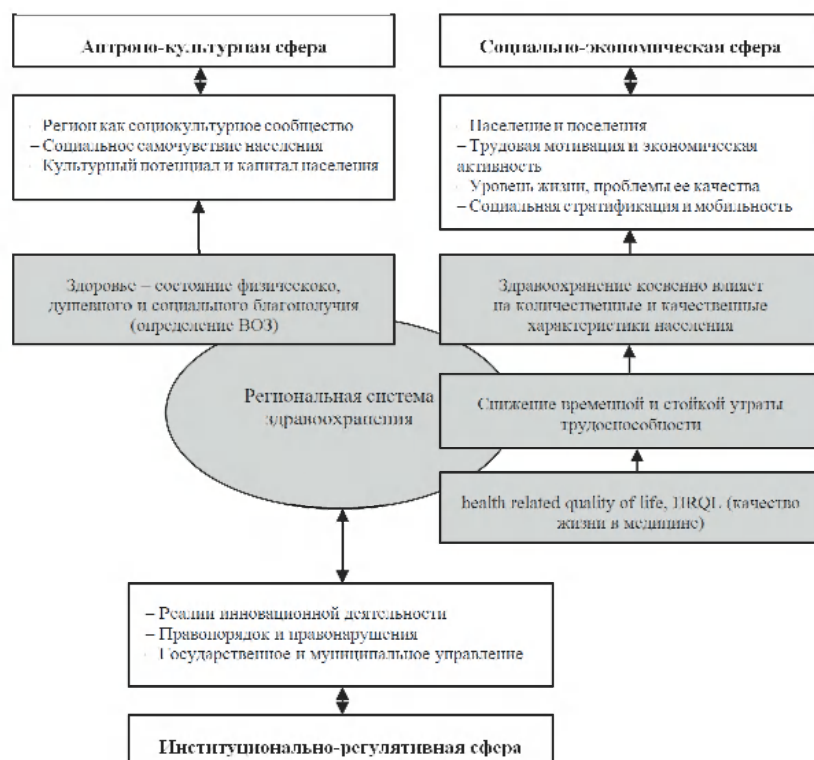 Антропо-культурная сфера
– Регион как социокультурное сообщество
– Социальное самочувствие населения
– Культурный потенциал и капитал населения
Здоровье – состояние физическоко,
душевного и социального благополучия
(определение ВОЗ)
Социально-экономическая сфера
– Население и поселения
– Трудовая мотивация и экономическая
активность
– Уровень жизни, проблемы ее качества
– Социальная стратификация и мобильность
Здравоохранение косвенно влияет
на количественные и качественные
характеристики населения
Снижение временной и стойкой утраты
трудоспособности
health related quality of life, HRQL (качество
жизни в медицине)
Региональная система
здравоохранения
– Реалии инновационной деятельности
– Правопорядок и правонарушения
– Государственное и муниципальное управление
Институционально-регулятивная сфера